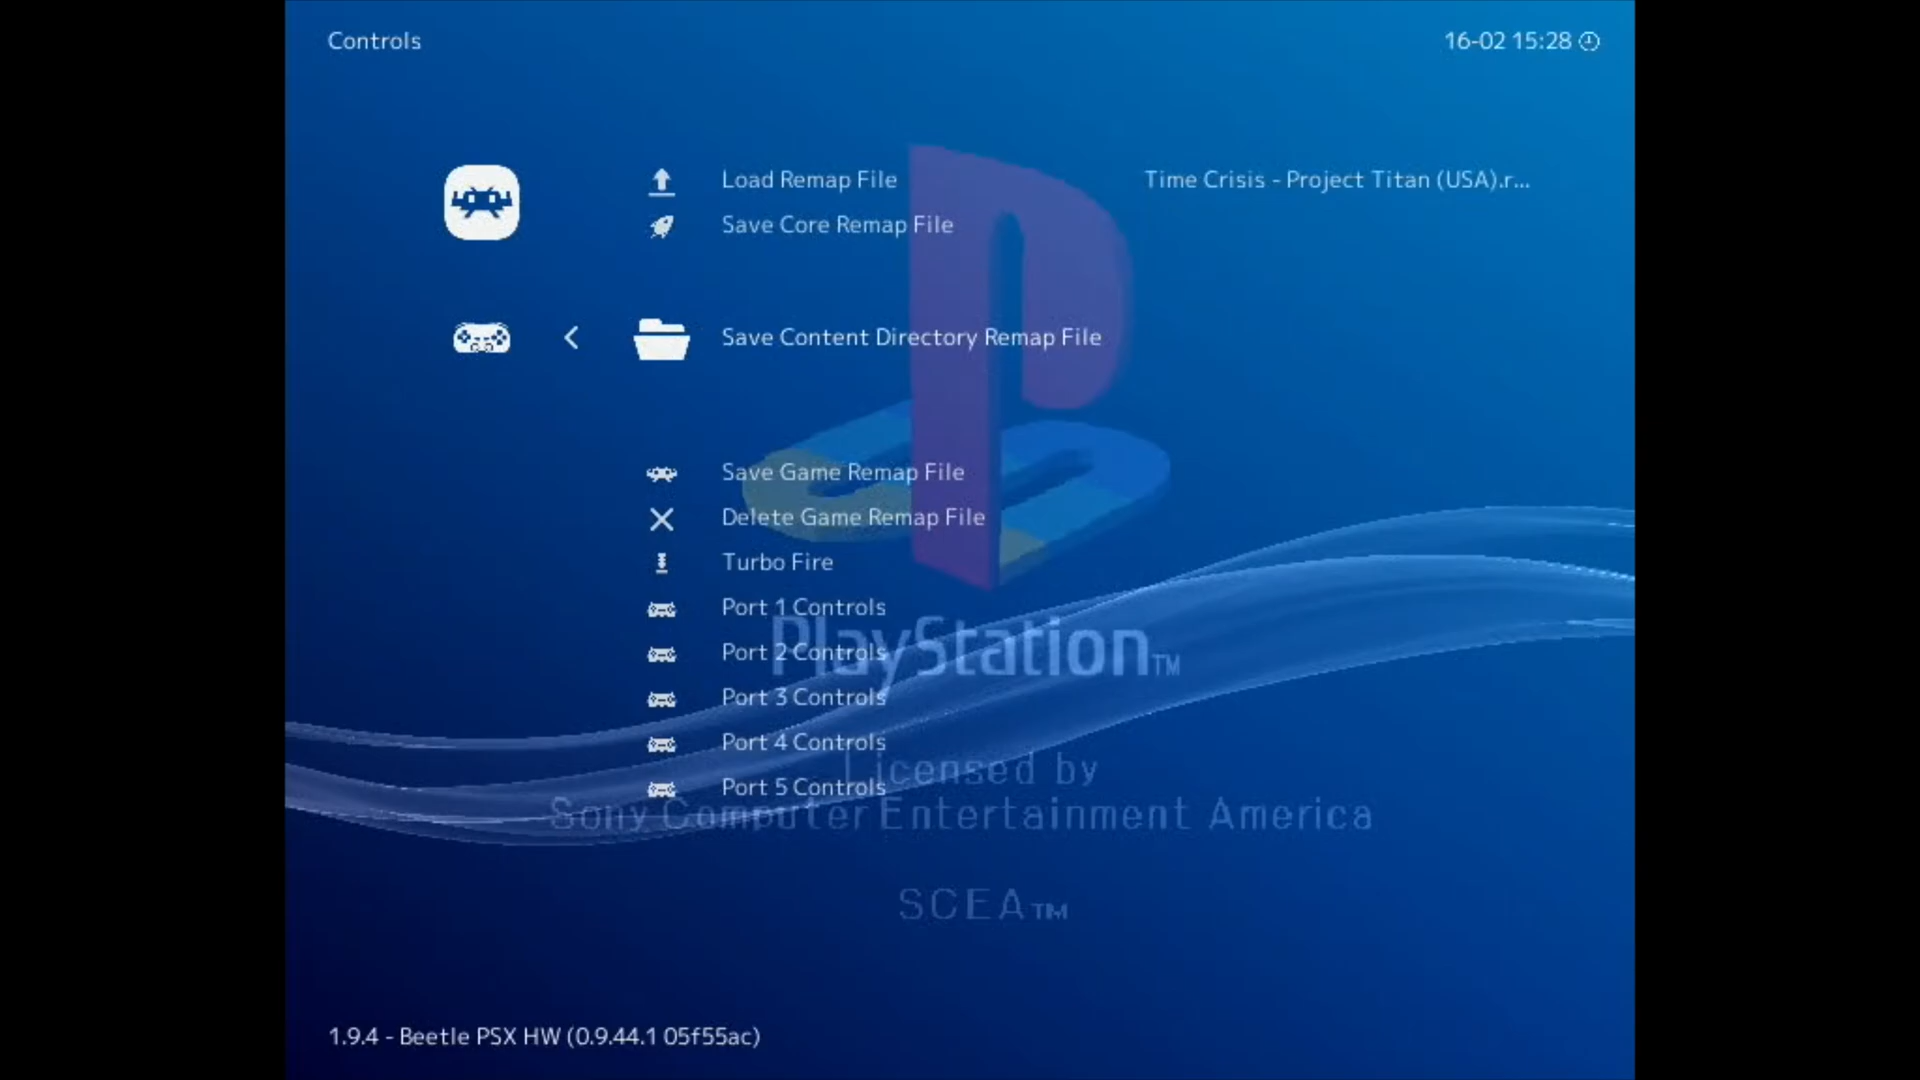 Controls
16-02 15:28
Load Remap File
Time Crisis - Project Titan (USA).r...
Save Core Remap File
Save Content Directory Remap File
Save Game Remap File
Delete Game Remap File
Turbo Fire
Port 1 Controls
Port 2 Controls
PlayStation™
Port 3 Controls
Port 4 Controls
Licensed by
Port 5 Controls
Sony Computer Entertainment America
SCEA™
1.9.4 - Beetle PSX HW (0.9.44.1 05f55ac)